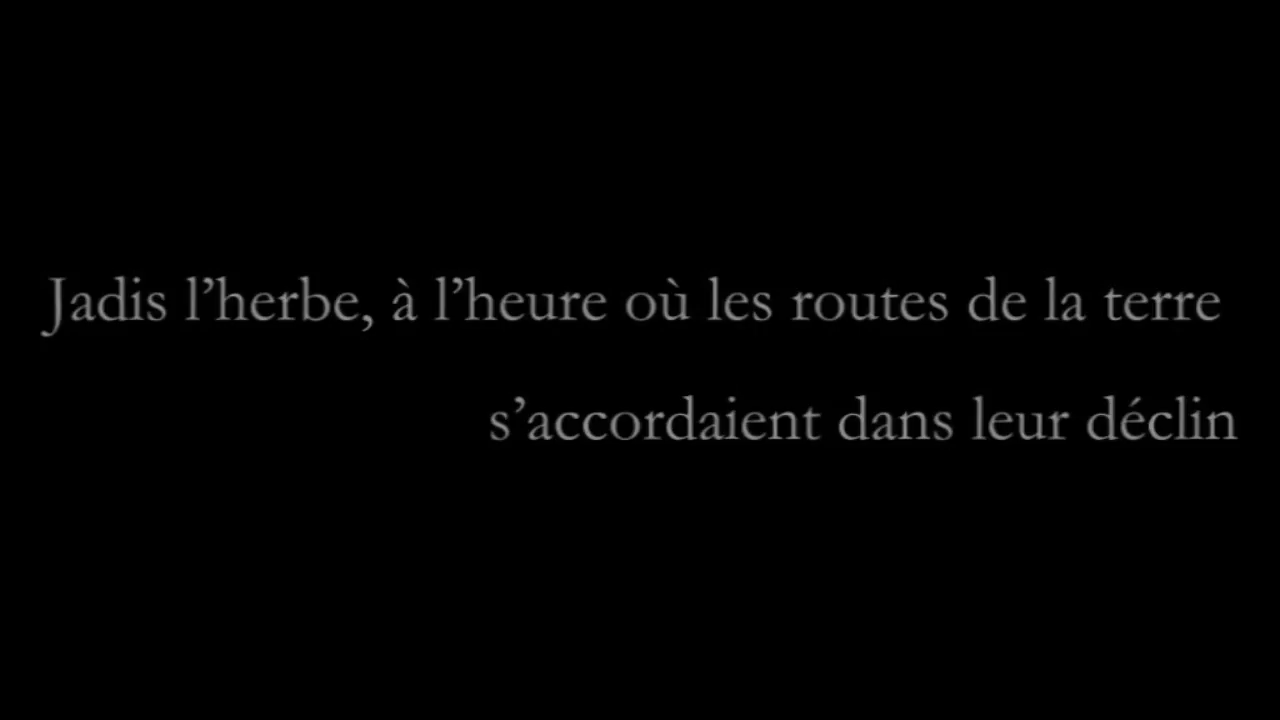 Jadis l’herbe, à l’heure où les routes de la terre
s’accordaient dans leur déclin